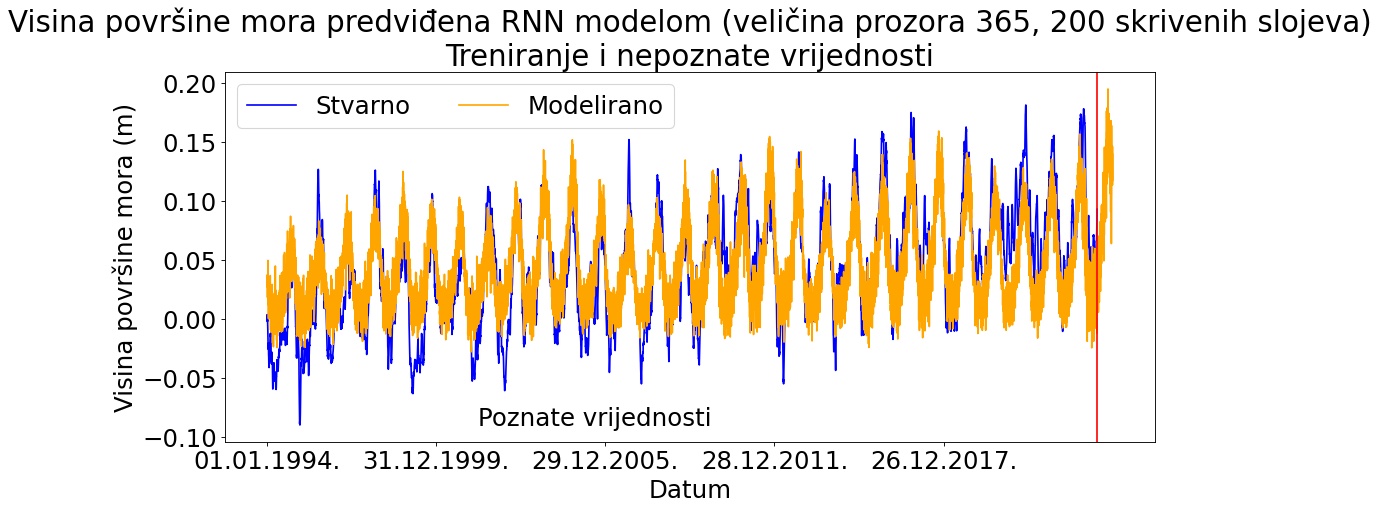 Visina površine mora predviđena RNN modelom (veličina prozora 365, 200 skrivenih slojeva)
Treniranje i nepoznate vrijednosti
Stvarno Modelirano
Visina površine mora (m)
0.20
0.15
0.10
0.05
0.00
−0.05
−0.10
Poznate vrijednosti
01.01.1994. 31.12.1999. 29.12.2005. 28.12.2011. 26.12.2017.
Datum